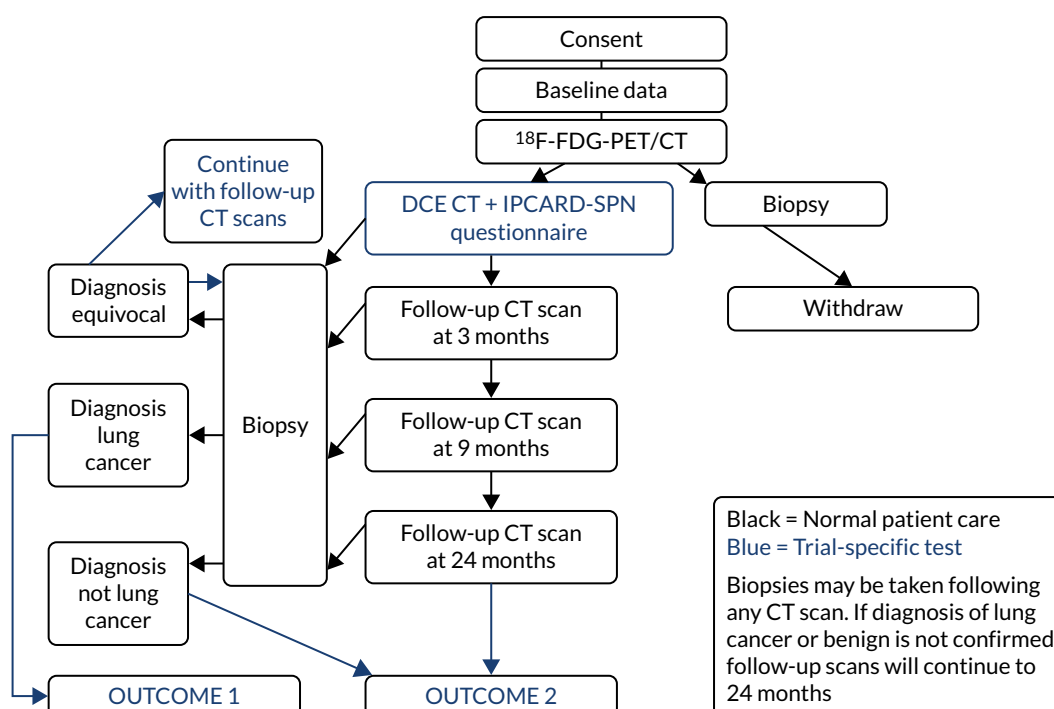 Consent
Baseline data
¹⁸F-FDG-PET/CT
Continue
with follow-up
CT scans
DCE CT + IPCARD-SPN
questionnaire
Biopsy
Diagnosis
equivocal
Follow-up CT scan
at 3 months
Withdraw
Diagnosis
lung
cancer
Biopsy
Follow-up CT scan
at 9 months
Diagnosis
not lung
cancer
Follow-up CT scan
at 24 months
Black = Normal patient care
Blue = Trial-specific test
Biopsies may be taken following
any CT scan. If diagnosis of lung
cancer or benign is not confirmed
follow-up scans will continue to
24 months
OUTCOME 1
OUTCOME 2